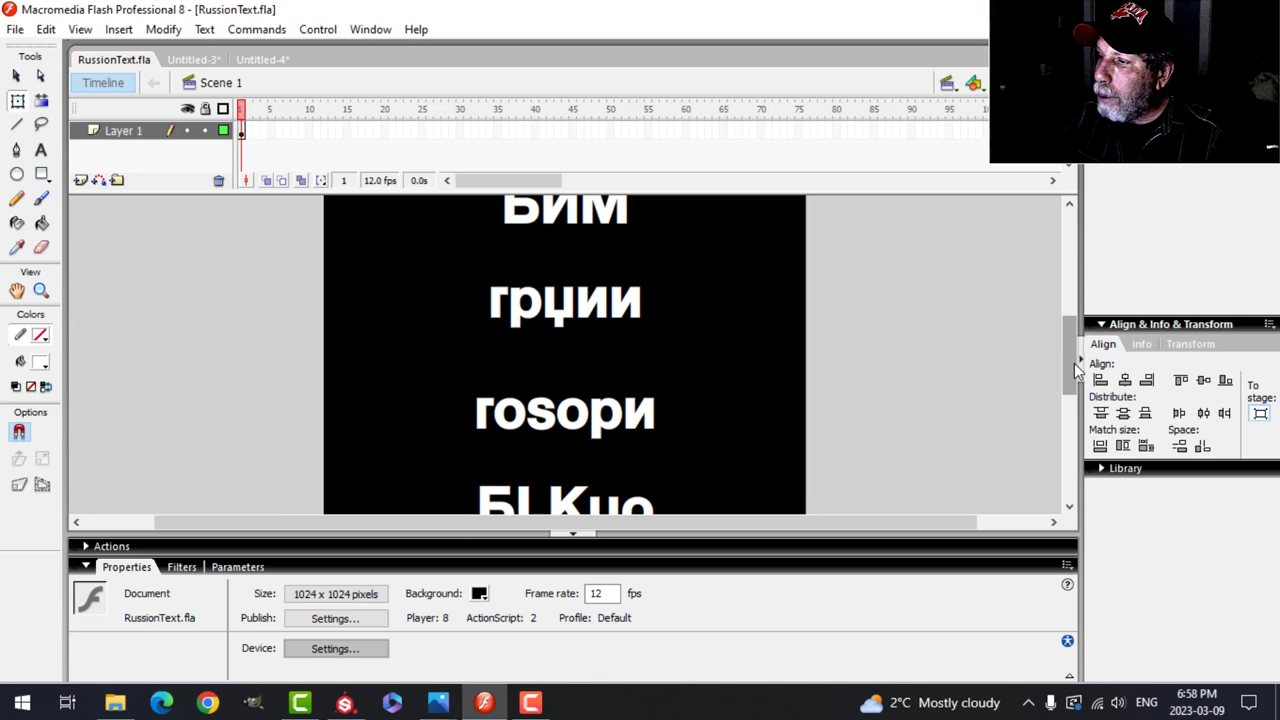 Macromedia Flash Professional 8 - [RussionText.fla]
File Edit View Insert Modify Text Commands Control Window Help
Tools
RussionText.fla Untitled-3* Untitled-4*
Timeline Scene 1
1 5 10 15 20 25 30 35 40 45 50 55 60 65 70 75 80 85 90 95
Layer 1
1 12.0 fps 0.0s
View
Colors
Options
Бим
грџии
гоѕори
Align & Info & Transform
Align Info Transform
Align:
To stage:
Distribute:
Match size: Space:
Library
Actions
Properties Filters Parameters
Document Size: 1024 x 1024 pixels Background: Frame rate: 12 fps
RussionText.fla Publish: Settings... Player: 8 ActionScript: 2 Profile: Default
Device: Settings...
2°C Mostly cloudy ENG 6:58 PM
2023-03-09